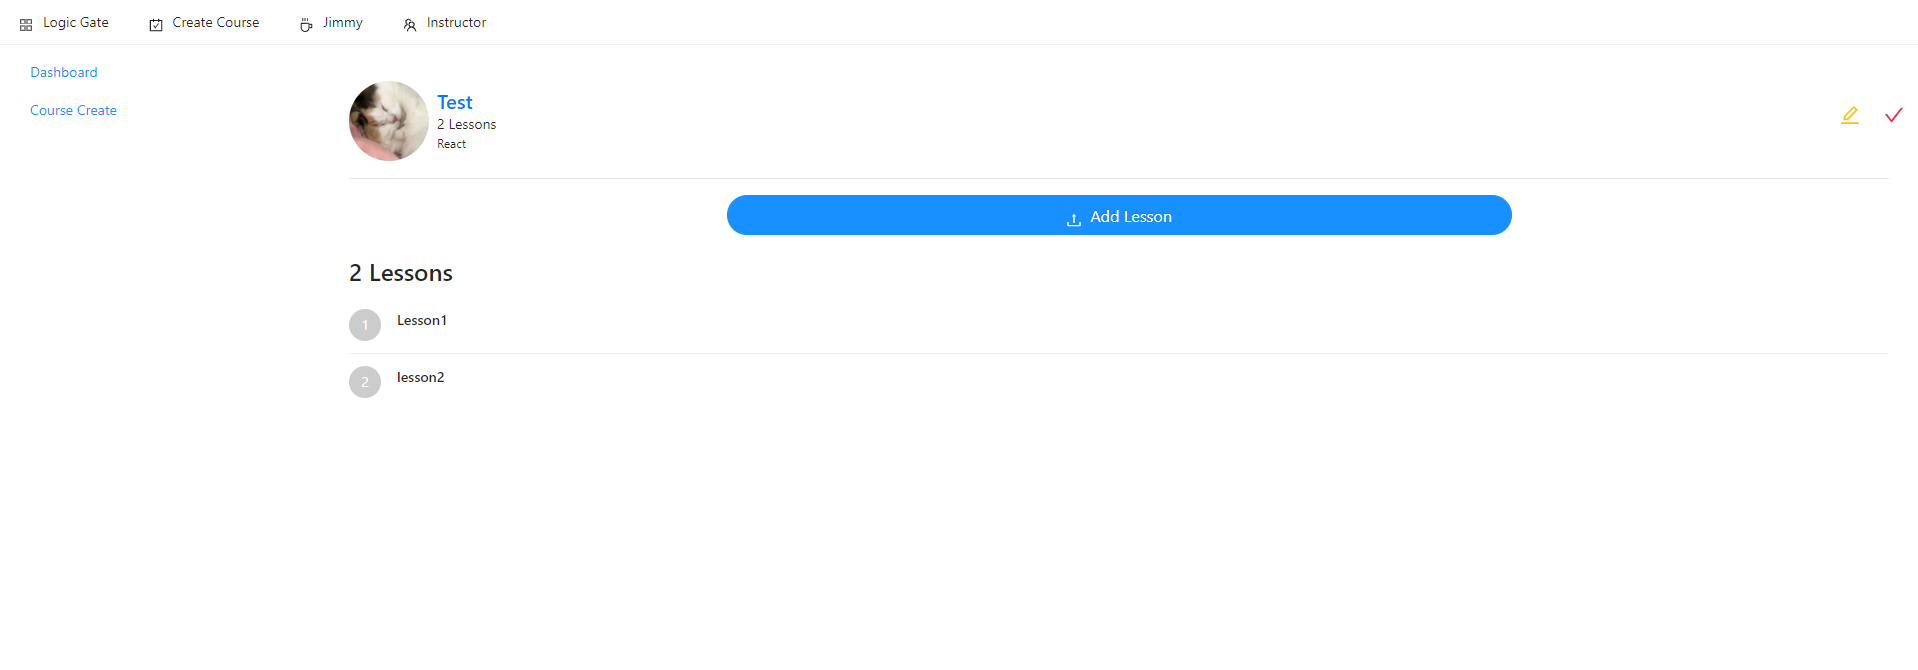 Logic Gate Create Course Jimmy Instructor
Dashboard
Course Create
Test
2 Lessons
React
Add Lesson
2 Lessons
1 Lesson1
2 lesson2